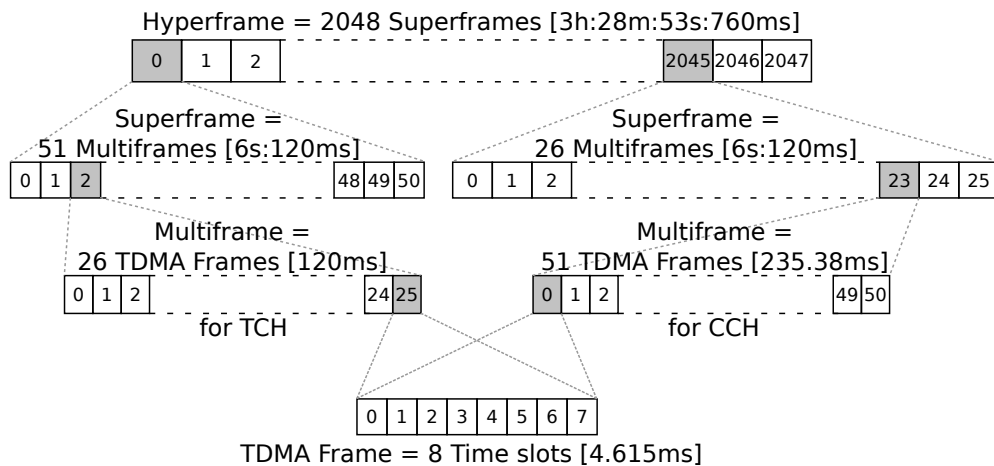 Hyperframe = 2048 Superframes [3h:28m:53s:760ms]
0 1 2 2045 2046 2047
Superframe =
51 Multiframes [6s:120ms]
Superframe =
26 Multiframes [6s:120ms]
0 1 2 48 49 50
0 1 2 23 24 25
Multiframe =
26 TDMA Frames [120ms]
Multiframe =
51 TDMA Frames [235.38ms]
0 1 2 24 25
0 1 2 49 50
for TCH
for CCH
0 1 2 3 4 5 6 7
TDMA Frame = 8 Time slots [4.615ms]